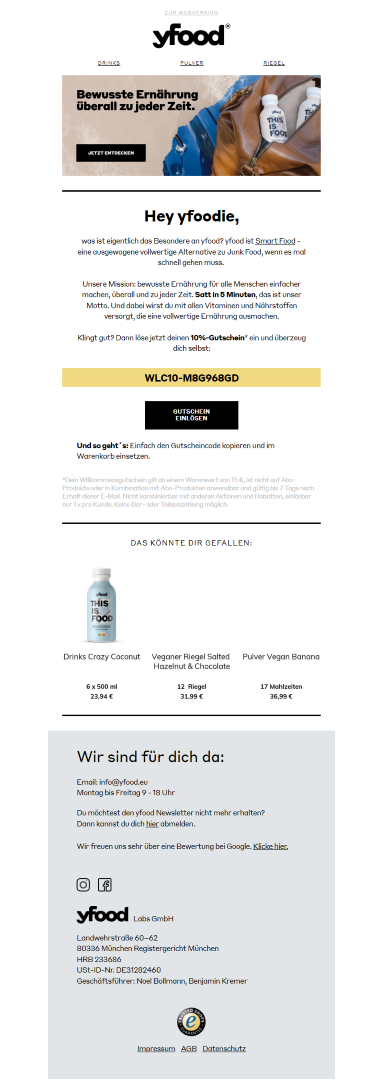 ZUR WEBVERSION
yfood®
DRINKS PULVER RIEGEL
Bewusste Ernährung
überall zu jeder Zeit.
JETZT ENTDECKEN
THIS
IS
FOOD
THIS
IS
FOOD
Hey yfoodie,
was ist eigentlich das Besondere an yfood? yfood ist Smart Food -
eine ausgewogene vollwertige Alternative zu Junk Food, wenn es mal
schnell gehen muss.
Unsere Mission: bewusste Ernährung für alle Menschen einfacher
machen, überall und zu jeder Zeit. Satt in 5 Minuten, das ist unser
Motto. Und dabei wirst du mit allen Vitaminen und Nährstoffen
versorgt, die eine vollwertige Ernährung ausmachen.
Klingt gut? Dann löse jetzt deinen 10%-Gutschein* ein und überzeug
dich selbst:
WLC10-M8G968GD
GUTSCHEIN
EINLÖSEN
Und so geht´s: Einfach den Gutscheincode kopieren und im
Warenkorb einsetzen.
*Dein Willkommensgutschein gilt ab einem Warenwert von 15 €, ist nicht auf Abo-
Produkte oder in Kombination mit Abo-Produkten anwendbar und gültig bis 7 Tage nach
Erhalt dieser E-Mail. Nicht kombinierbar mit anderen Aktionen und Rabatten, einlösbar
nur 1 x pro Kunde. Keine Bar- oder Teilauszahlung möglich.
DAS KÖNNTE DIR GEFALLEN:
yfood
THIS
IS
FOOD
Drinks Crazy Coconut
6 x 500 ml
23,94 €
Veganer Riegel Salted
Hazelnut & Chocolate
12 Riegel
31,99 €
Pulver Vegan Banana
17 Mahlzeiten
36,99 €
Wir sind für dich da:
Email: info@yfood.eu
Montag bis Freitag 9 - 18 Uhr
Du möchtest den yfood Newsletter nicht mehr erhalten?
Dann kannst du dich hier abmelden.
Wir freuen uns sehr über eine Bewertung bei Google. Klicke hier.
yfood Labs GmbH
Landwehrstraße 60–62
80336 München Registergericht München
HRB 233686
USt-ID-Nr. DE31282460
Geschäftsführer: Noel Bollmann, Benjamin Kremer
Impressum AGB Datenschutz